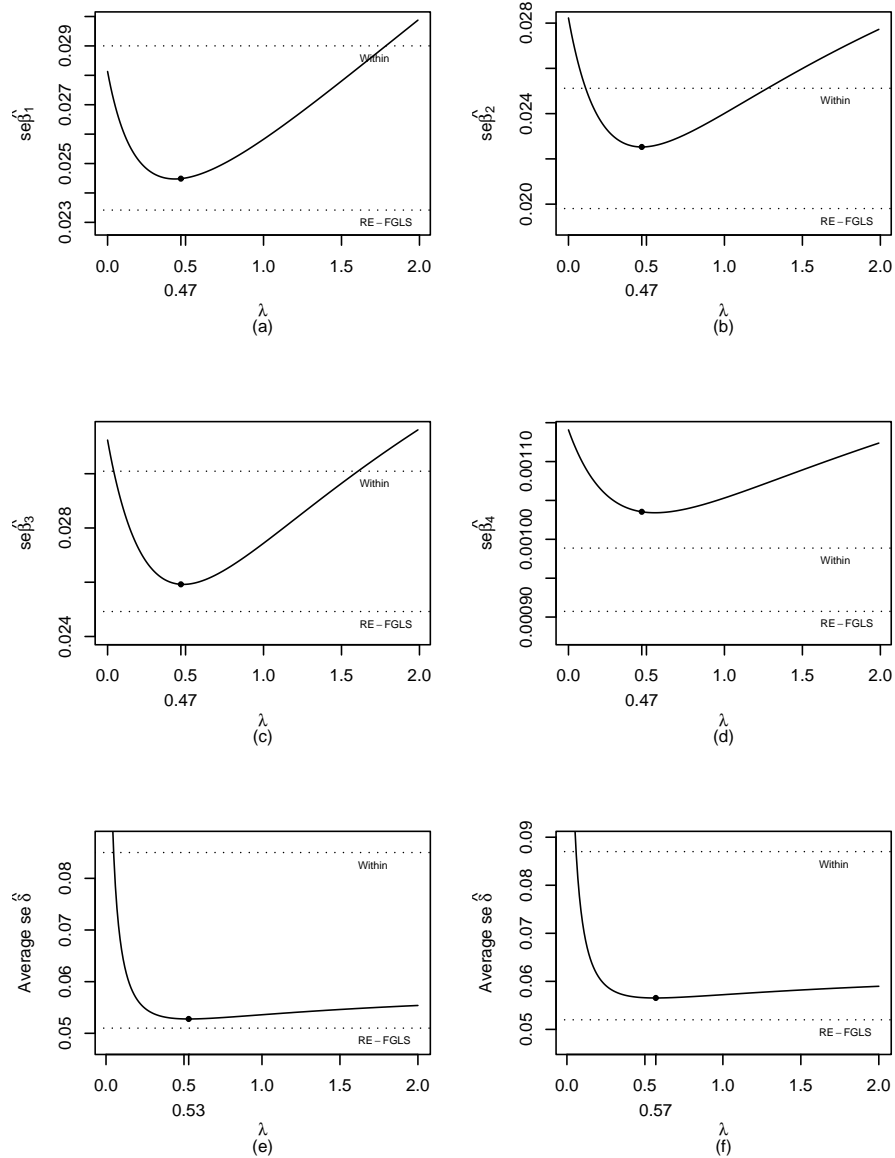 seβ̂1
0.023 0.025 0.027 0.029
Within
RE − FGLS
0.0 0.5 1.0 1.5 2.0
0.47
λ
(a)
seβ̂2
0.020 0.024 0.028
Within
RE − FGLS
0.0 0.5 1.0 1.5 2.0
0.47
λ
(b)
seβ̂3
0.024 0.028
Within
RE − FGLS
0.0 0.5 1.0 1.5 2.0
0.47
λ
(c)
seβ̂4
0.00090 0.00100 0.00110
Within
RE − FGLS
0.0 0.5 1.0 1.5 2.0
0.47
λ
(d)
Average se δ̂
0.05 0.06 0.07 0.08
Within
RE − FGLS
0.0 0.5 1.0 1.5 2.0
0.53
λ
(e)
Average se δ̂
0.05 0.06 0.07 0.08 0.09
Within
RE − FGLS
0.0 0.5 1.0 1.5 2.0
0.57
λ
(f)